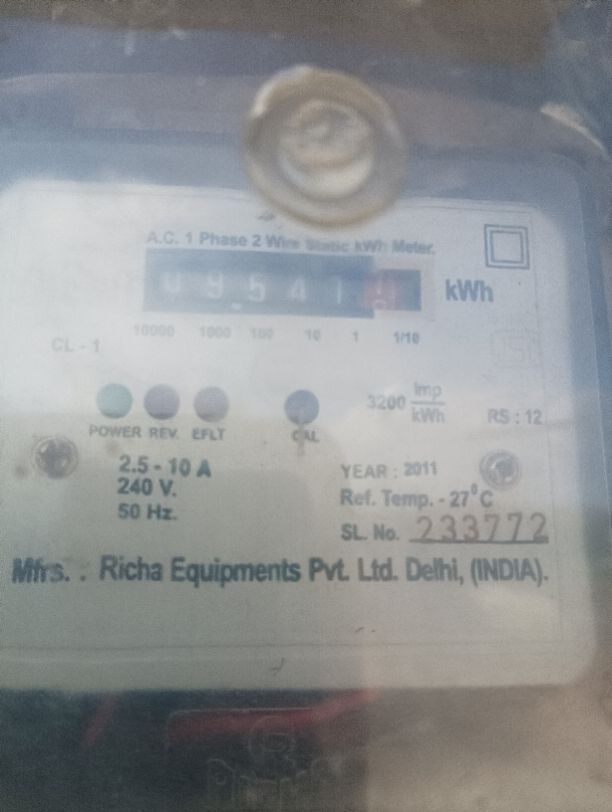 A.C. 1 Phase 2 Wire Static kWh Meter.
09541 kWh
10000 1000 100 10 1 1/10
CL - 1
3200 imp/kWh
RS : 12
POWER REV. EFLT CAL
2.5 - 10 A
240 V.
50 Hz.
YEAR : 2011
Ref. Temp. - 27°C
SL. No. 233772
Mfrs. : Richa Equipments Pvt. Ltd. Delhi, (INDIA).